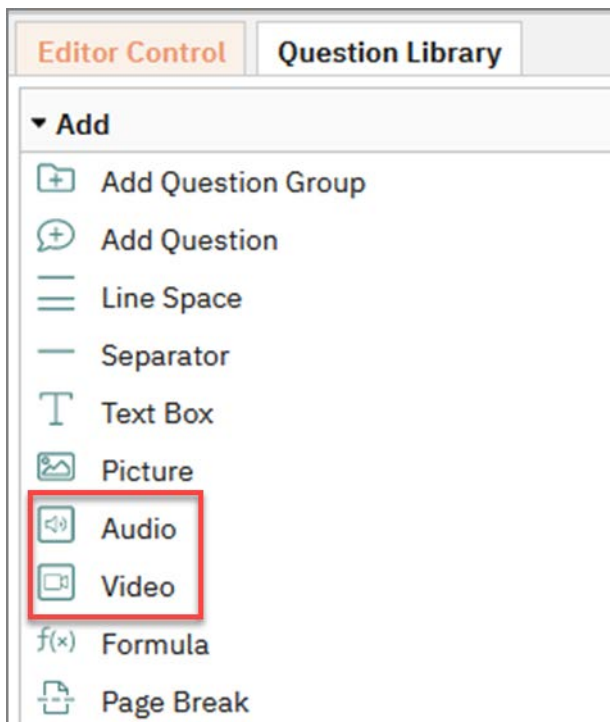 Editor Control Question Library
Add
Add Question Group
Add Question
Line Space
Separator
T Text Box
Picture
Audio
Video
f(x) Formula
Page Break